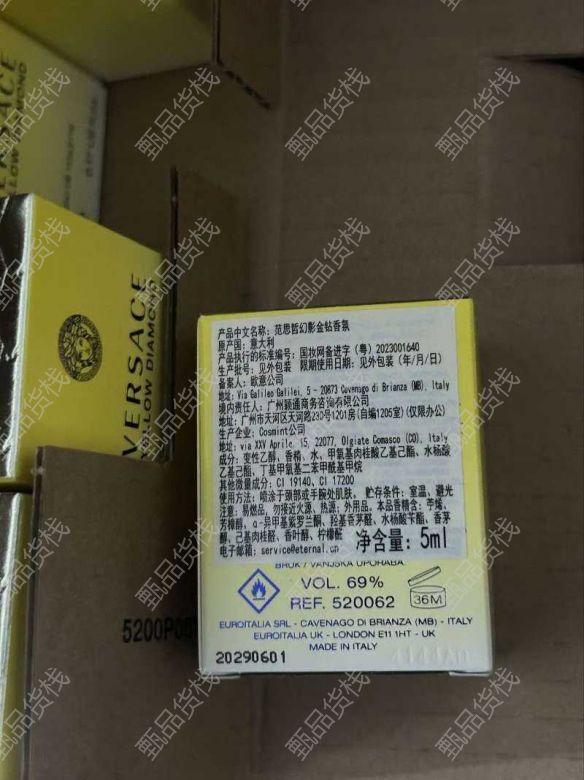 VERSACE
YELLOW DIAMOND
产品中文名称:范思哲幻影金钻香氛
原产国:意大利
产品执行的标准编号:国妆网备进字(粤)2023001640
生产批号:见外包装 限期使用日期:见外包装(年/月/日)
备案人:欧意公司
地址:Via Galileo Galilei, 5 - 20873 Cavenago di Brianza (MB), Italy
境内责任人:广州颖通商务咨询有限公司
地址:广州市天河区天河路230号1201房(自编1205室)(仅限办公)
生产企业:Cosmint公司
地址:via XXV Aprile, 15, 22077, Olgiate Comasco (CO), Italy
成分:变性乙醇,香精,水,甲氧基肉桂酸乙基己酯,水杨酸
乙基己酯,丁基甲氧基二苯甲酰基甲烷
其他微量成分:CI 19140, CI 17200
使用方法:喷涂于颈部或手腕处肌肤。 贮存条件:室温、避光
注意:易燃品,勿接近火源、热源;外用品。本品香精含:苧烯、
芳樟醇、α-异甲基紫罗兰酮、羟基香茅醛、水杨酸苄酯、香茅
醇、己基肉桂醛、香叶醇、柠檬醛
电子邮箱:service@eternal.cn 净含量:5ml
BRUK / VANJSKA UPORABA
VOL. 69%
REF. 520062
36M
EUROITALIA SRL - CAVENAGO DI BRIANZA (MB) - ITALY
EUROITALIA UK - LONDON E11 1HT - UK
MADE IN ITALY
20290601
甄品货栈